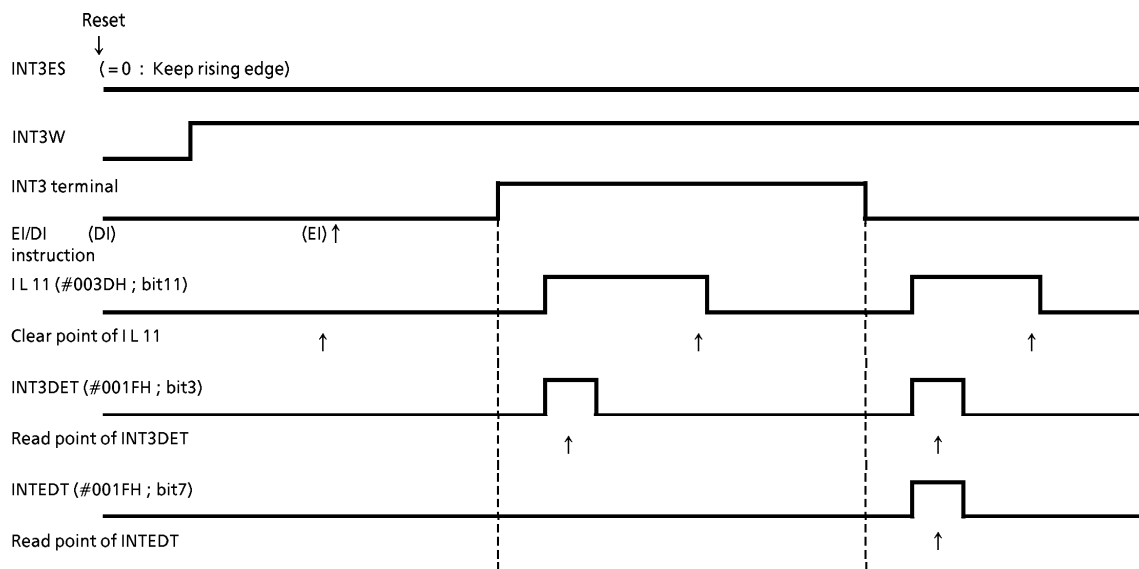 Reset
↓
INT3ES (=0 : Keep rising edge)
INT3W
INT3 terminal
EI/DI (DI) (EI)↑
instruction
I L 11 (#003DH ; bit11)
Clear point of I L 11 ↑ ↑ ↑
INT3DET (#001FH ; bit3)
Read point of INT3DET ↑ ↑
INTEDT (#001FH ; bit7)
Read point of INTEDT ↑